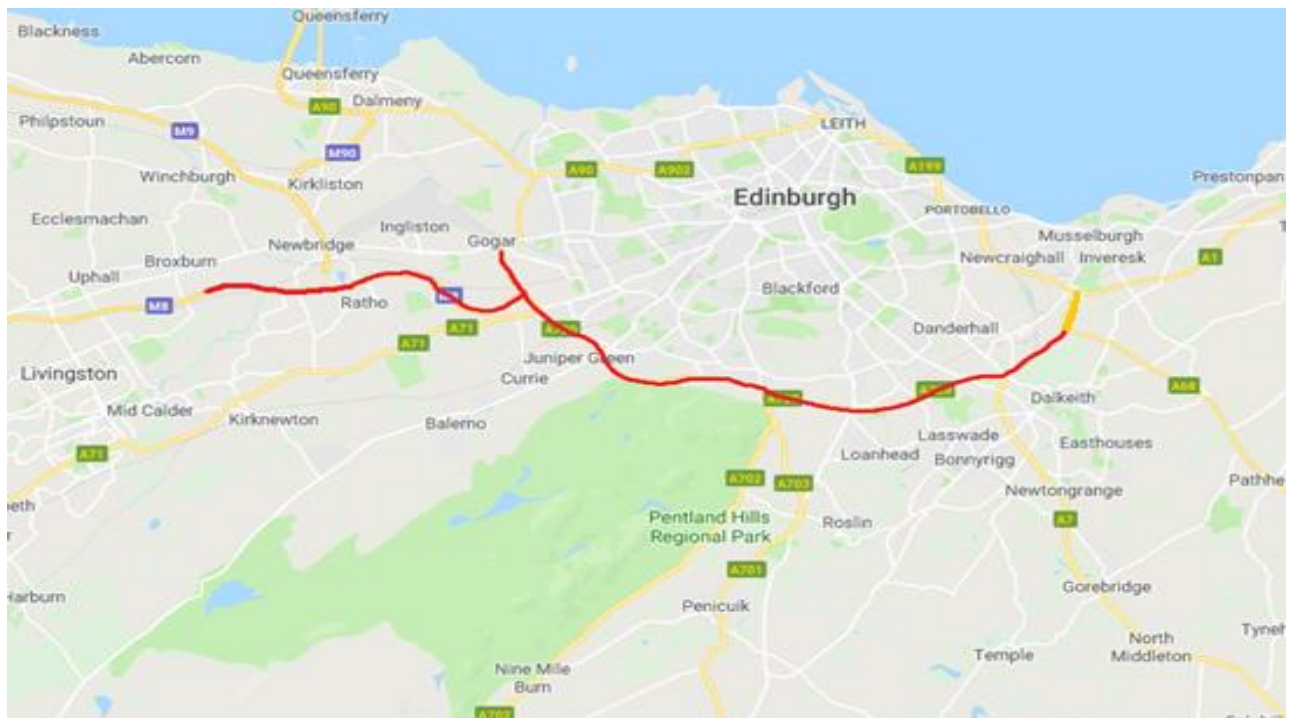 Queensferry
Blackness
Abercorn
Queensferry
A90
Dalmeny
Philpstoun
M9
LEITH
M90
A90
A902
A199
Winchburgh
Kirkliston
Prestonpan
Edinburgh
Ecclesmachan
PORTOBELLO
Ingliston
Gogar
Newbridge
Musselburgh
Broxburn
Newcraighall
Inveresk
A1
Uphall
Blackford
M8
Ratho
A71
Danderhall
A71
Juniper Green
Livingston
Currie
A68
Mid Calder
Kirknewton
Balerno
Dalkeith
Lasswade
Easthouses
A71
Loanhead
Bonnyrigg
A702
A703
Pathhe
Newtongrange
eth
Pentland Hills
Regional Park
Roslin
A7
A701
Gorebridge
Harburn
Penicuik
Tyneh
North
Middleton
Temple
Nine Mile
Burn
A702